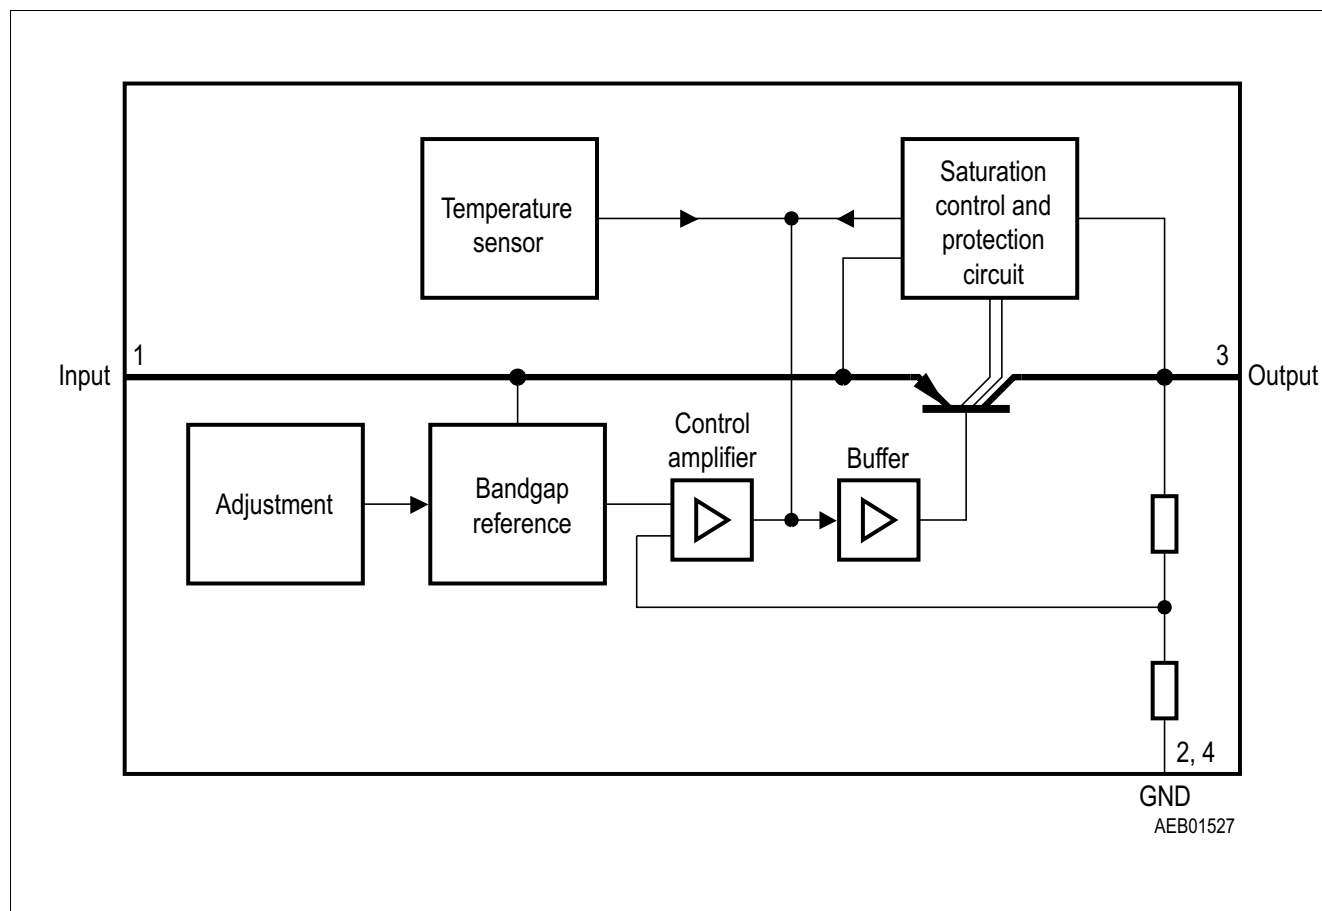 Temperature
sensor
Saturation
control and
protection
circuit
1
3
Input
Output
Control
amplifier
Buffer
Adjustment
Bandgap
reference
2, 4
GND
AEB01527